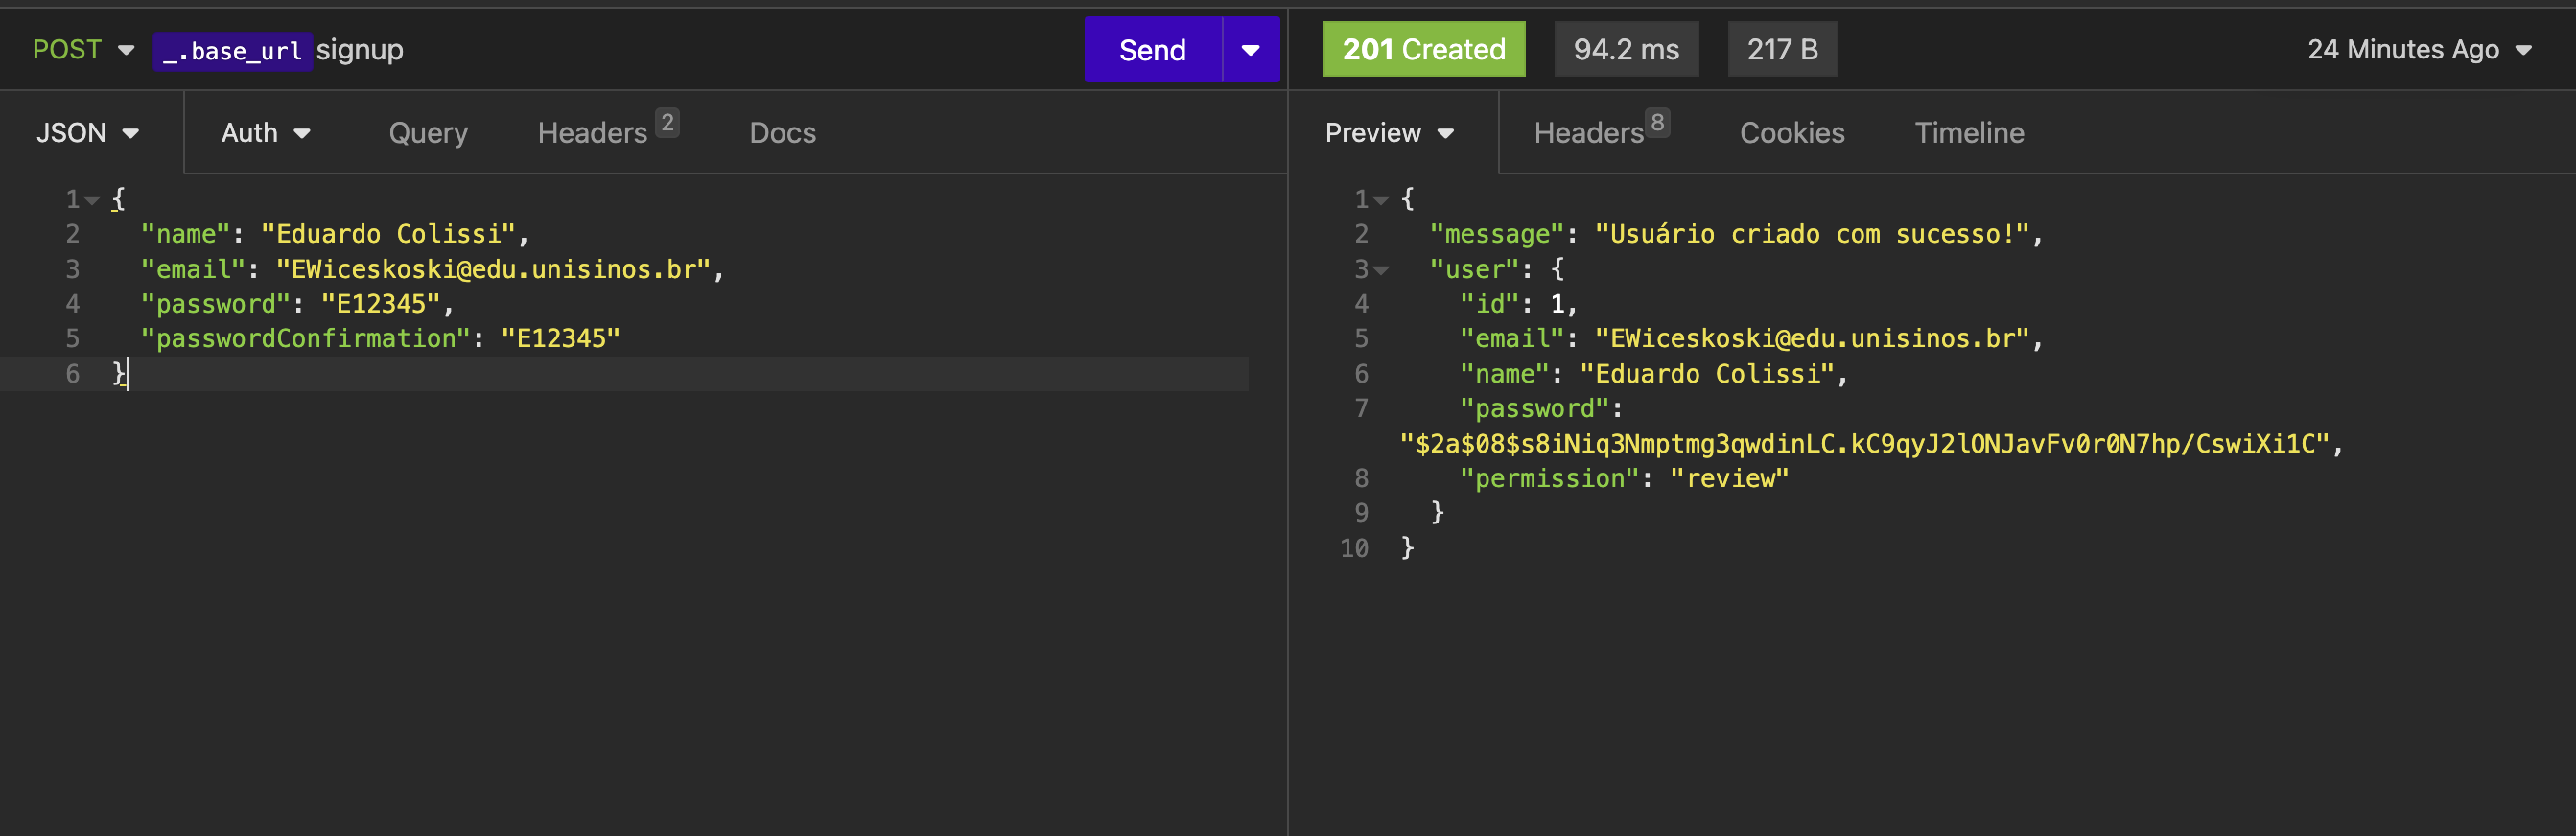 POST _.base_url signup Send
201 Created 94.2 ms 217 B 24 Minutes Ago
JSON Auth Query Headers 2 Docs
Preview Headers 8 Cookies Timeline
1 {
2 "name": "Eduardo Colissi",
3 "email": "EWiceskoski@edu.unisinos.br",
4 "password": "E12345",
5 "passwordConfirmation": "E12345"
6 }
1 {
2 "message": "Usuário criado com sucesso!",
3 "user": {
4 "id": 1,
5 "email": "EWiceskoski@edu.unisinos.br",
6 "name": "Eduardo Colissi",
7 "password":
"$2a$08$s8iNiq3Nmptmg3qwdinLC.kC9qyJ2lONJavFv0r0N7hp/CswiXi1C",
8 "permission": "review"
9 }
10 }